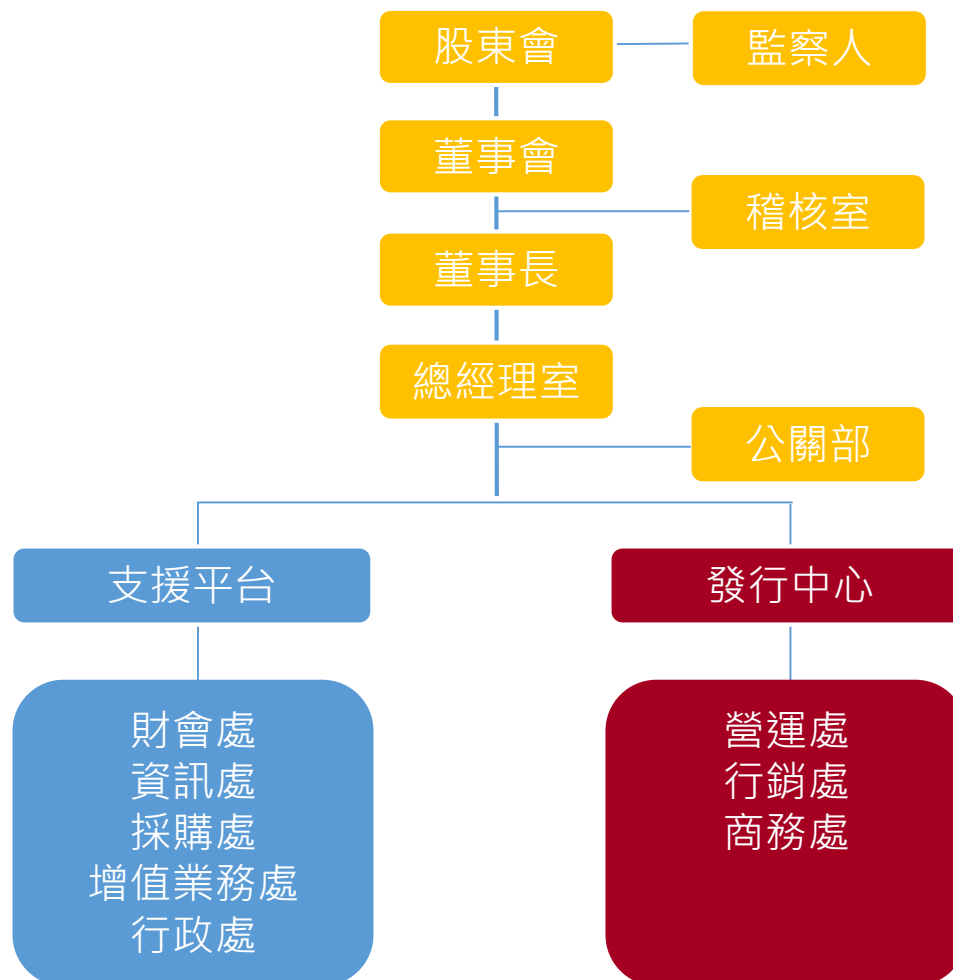 股東會
監察人
董事會
稽核室
董事長
總經理室
公關部
支援平台
發行中心
財會處
資訊處
採購處
增值業務處
行政處
營運處
行銷處
商務處